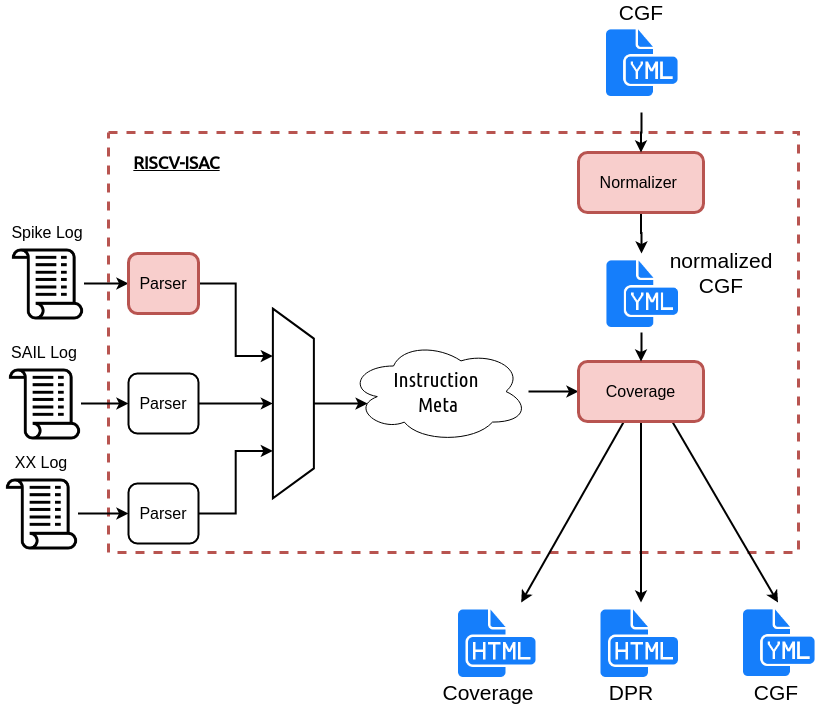 CGF
YML
RISCV-ISAC
Normalizer
Spike Log
Parser
normalized
CGF
YML
SAIL Log
Parser
Instruction
Meta
Coverage
XX Log
Parser
HTML
HTML
YML
Coverage
DPR
CGF